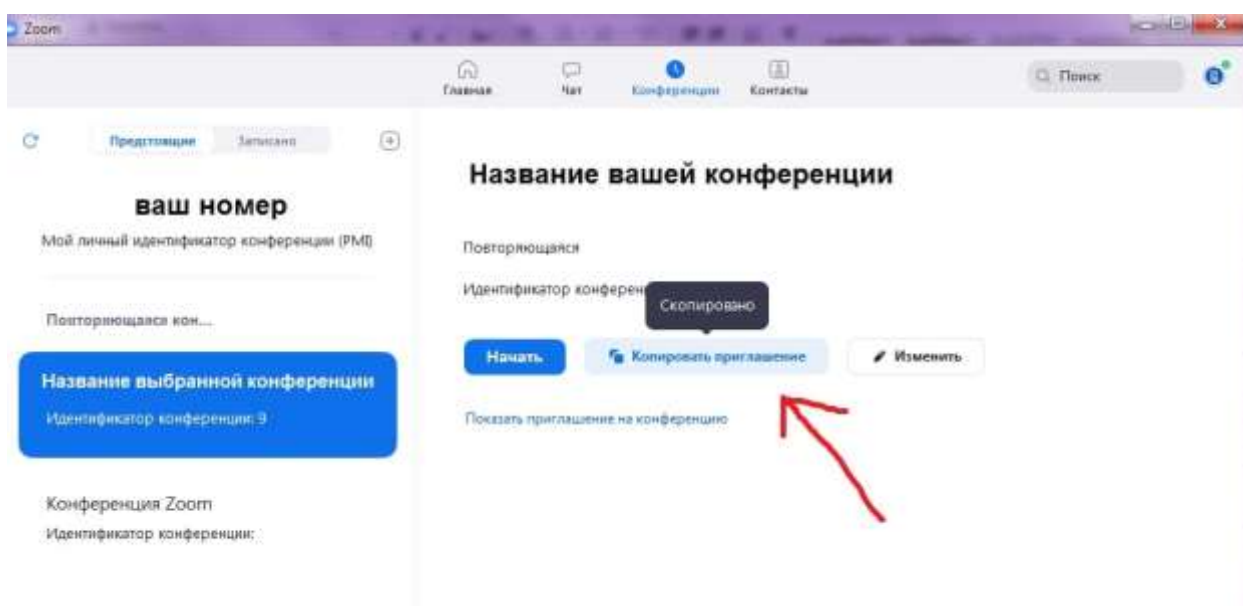 Zoom
Главная
Чат
Конференции
Контакты
Поиск
Предстоящие
Записано
ваш номер
Мой личный идентификатор конференции (PMI)
Повторяющаяся кон...
Название выбранной конференции
Идентификатор конференции: 9
Конференция Zoom
Идентификатор конференции:
Название вашей конференции
Повторяющаяся
Идентификатор конферен
Скопировано
Начать
Копировать приглашение
Изменить
Показать приглашение на конференцию